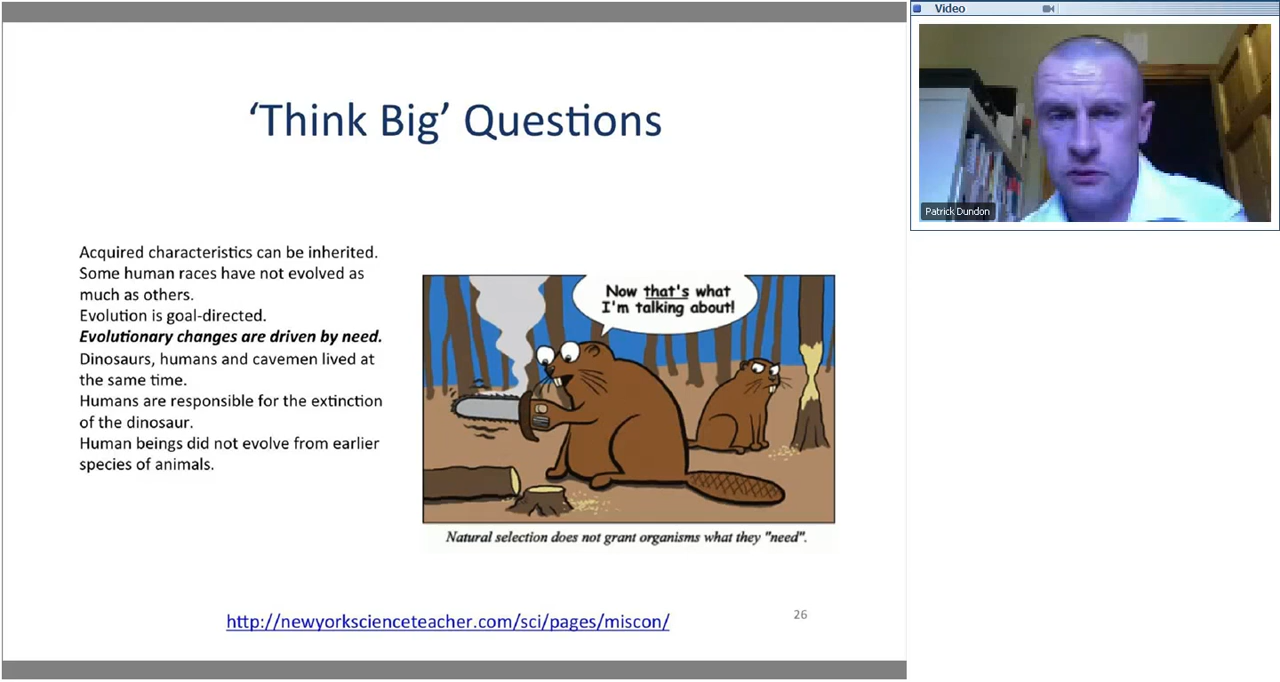 Video
Patrick Dundon
‘Think Big’ Questions
Acquired characteristics can be inherited.
Some human races have not evolved as
much as others.
Evolution is goal-directed.
Evolutionary changes are driven by need.
Dinosaurs, humans and cavemen lived at
the same time.
Humans are responsible for the extinction
of the dinosaur.
Human beings did not evolve from earlier
species of animals.
Now that's what
I'm talking about!
Natural selection does not grant organisms what they "need".
http://newyorkscienceteacher.com/sci/pages/miscon/
26